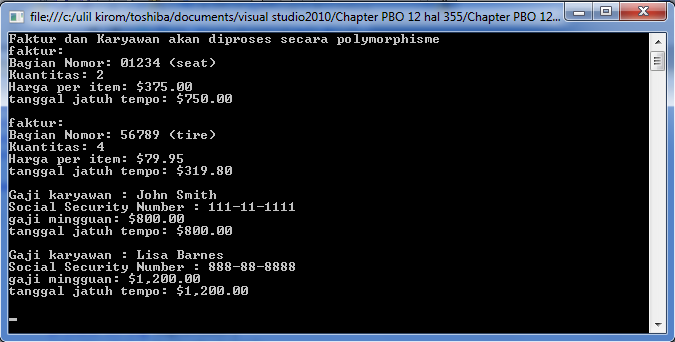 file:///c:/ulil kirom/toshiba/documents/visual studio2010/Chapter PBO 12 hal 355/Chapter PBO 12...
Faktur dan Karyawan akan diproses secara polymorphisme
faktur:
Bagian Nomor: 01234 (seat)
Kuantitas: 2
Harga per item: $375.00
tanggal jatuh tempo: $750.00
faktur:
Bagian Nomor: 56789 (tire)
Kuantitas: 4
Harga per item: $79.95
tanggal jatuh tempo: $319.80
Gaji karyawan : John Smith
Social Security Number : 111-11-1111
gaji mingguan: $800.00
tanggal jatuh tempo: $800.00
Gaji karyawan : Lisa Barnes
Social Security Number : 888-88-8888
gaji mingguan: $1,200.00
tanggal jatuh tempo: $1,200.00